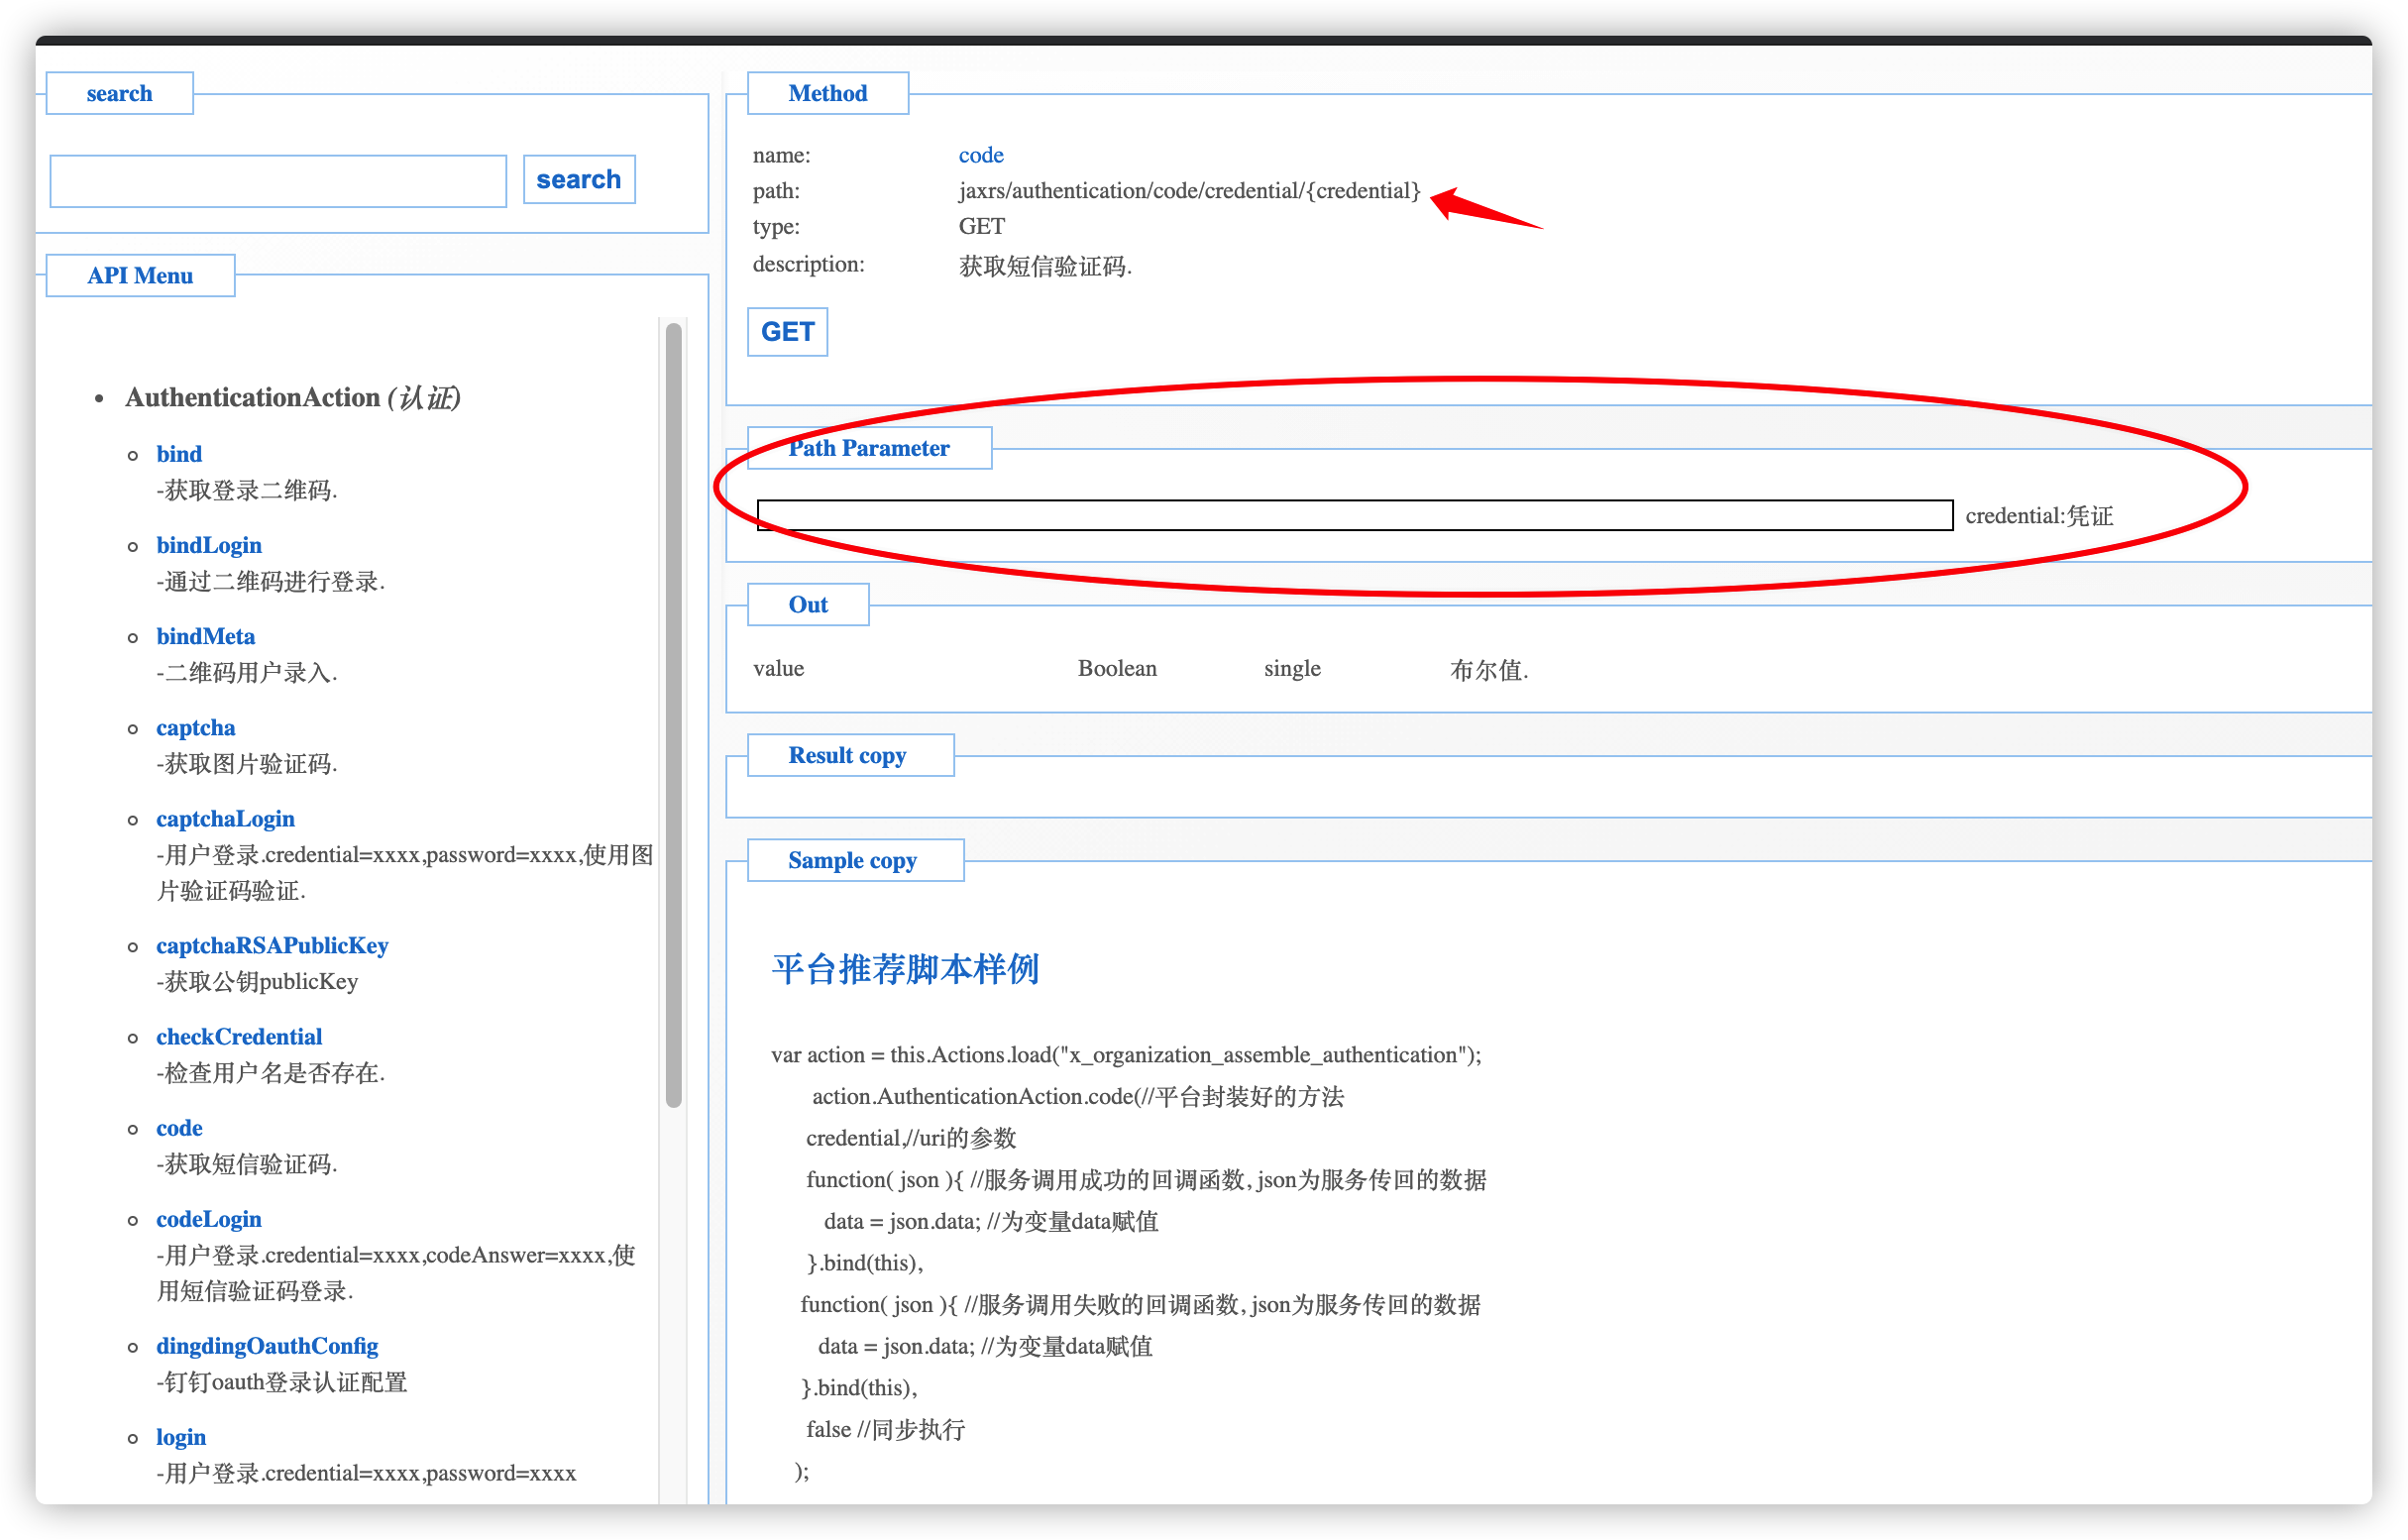 search
search
API Menu
AuthenticationAction (认证)
bind
-获取登录二维码.
bindLogin
-通过二维码进行登录.
bindMeta
-二维码用户录入.
captcha
-获取图片验证码.
captchaLogin
-用户登录.credential=xxxx,password=xxxx,使用图
片验证码验证.
captchaRSAPublicKey
-获取公钥publicKey
checkCredential
-检查用户名是否存在.
code
-获取短信验证码.
codeLogin
-用户登录.credential=xxxx,codeAnswer=xxxx,使
用短信验证码登录.
dingdingOauthConfig
-钉钉oauth登录认证配置
login
-用户登录.credential=xxxx,password=xxxx
Method
name: code
path: jaxrs/authentication/code/credential/{credential}
type: GET
description: 获取短信验证码.
GET
Path Parameter
credential:凭证
Out
value Boolean single 布尔值.
Result copy
Sample copy
平台推荐脚本样例
var action = this.Actions.load("x_organization_assemble_authentication");
action.AuthenticationAction.code(//平台封装好的方法
credential,//uri的参数
function( json ){ //服务调用成功的回调函数, json为服务传回的数据
data = json.data; //为变量data赋值
}.bind(this),
function( json ){ //服务调用失败的回调函数, json为服务传回的数据
data = json.data; //为变量data赋值
}.bind(this),
false //同步执行
);